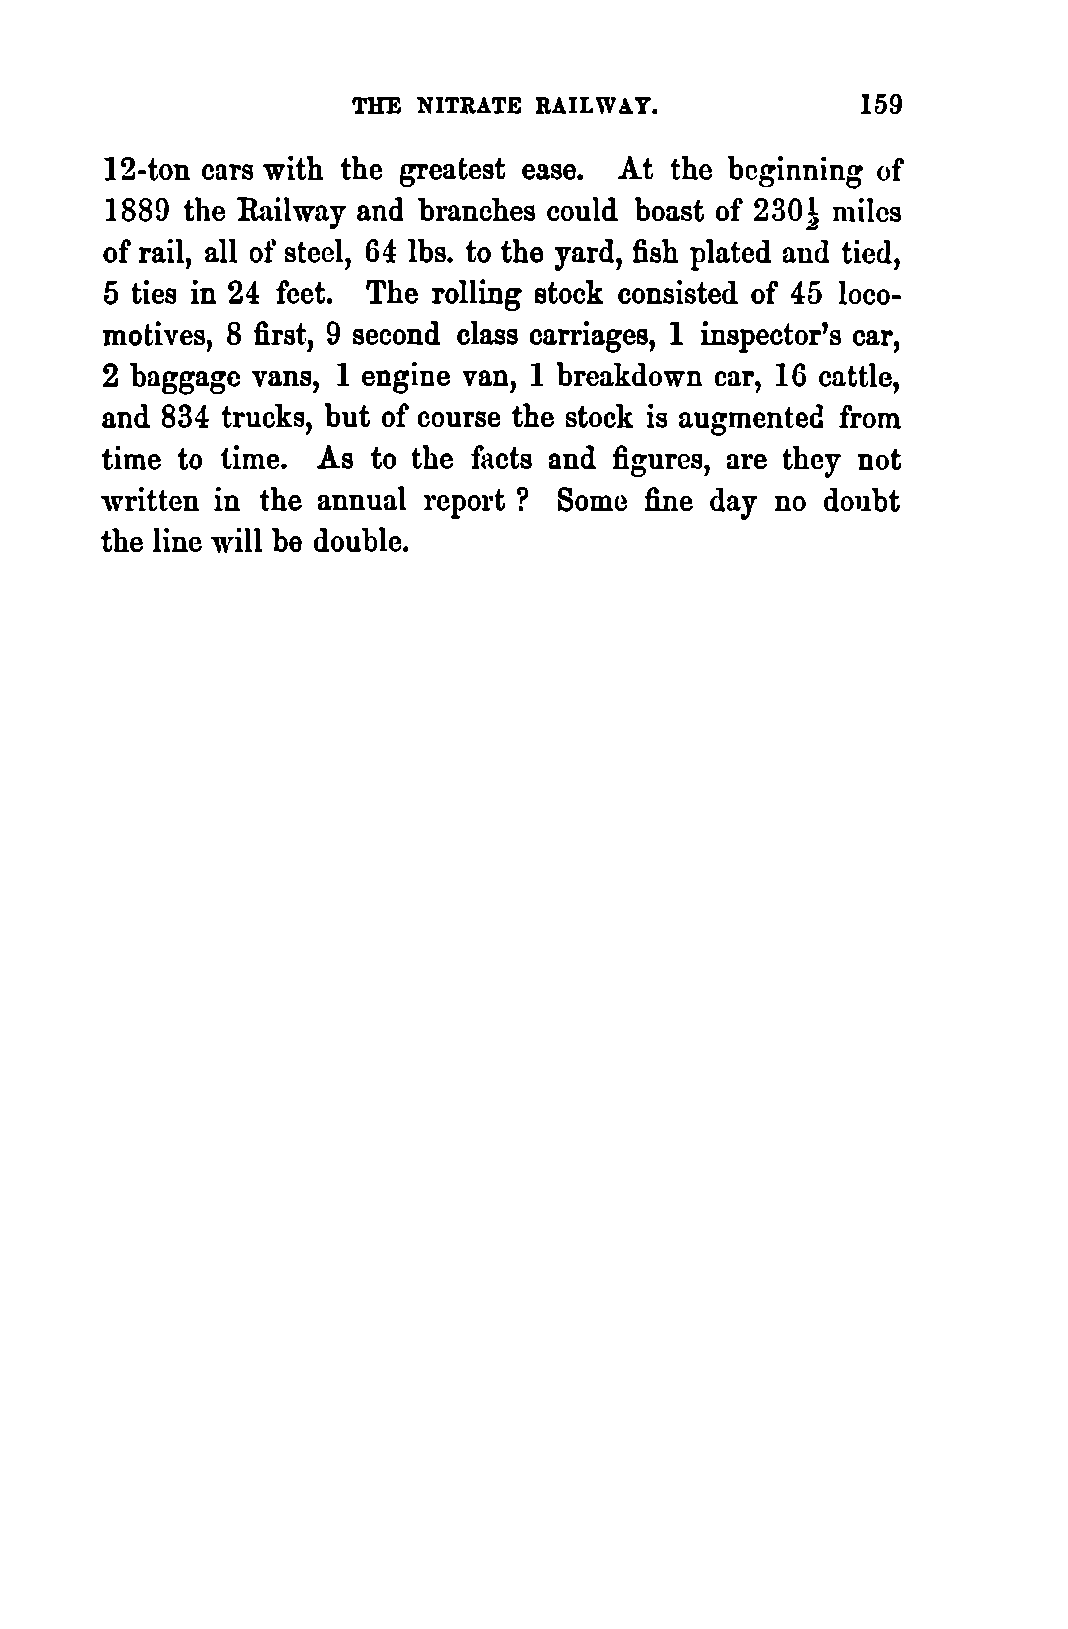 THE NITRATE RAILWAY. 159
12-ton cars with the greatest ease. At the beginning of
1889 the Railway and branches could boast of 230½ miles
of rail, all of steel, 64 lbs. to the yard, fish plated and tied,
5 ties in 24 feet. The rolling stock consisted of 45 loco-
motives, 8 first, 9 second class carriages, 1 inspector's car,
2 baggage vans, 1 engine van, 1 breakdown car, 16 cattle,
and 834 trucks, but of course the stock is augmented from
time to time. As to the facts and figures, are they not
written in the annual report ? Some fine day no doubt
the line will be double.